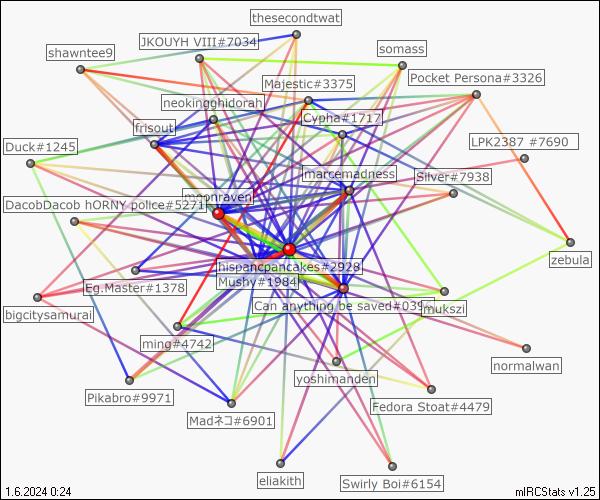 thesecondtwat
JKOUYH VIII#7034
shawntee9
somass
Majestic#3375
Pocket Persona#3326
neokingghidorah
Cypha#1717
frisout
LPK2387 #7690
Duck#1245
marcemadness
Silver#7938
moonraven
DacobDacob hORNY police#5271
zebula
hispanicpancakes#2928
Eg.Master#1378
Mushy#1984
bigcitysamurai
Can anything be saved#039
mukszi
ming#4742
normalwan
yoshimanden
Pikabro#9971
Fedora Stoat#4479
Madネコ#6901
eliakith
Swirly Boi#6154
1.6.2024 0:24
mIRCStats v1.25